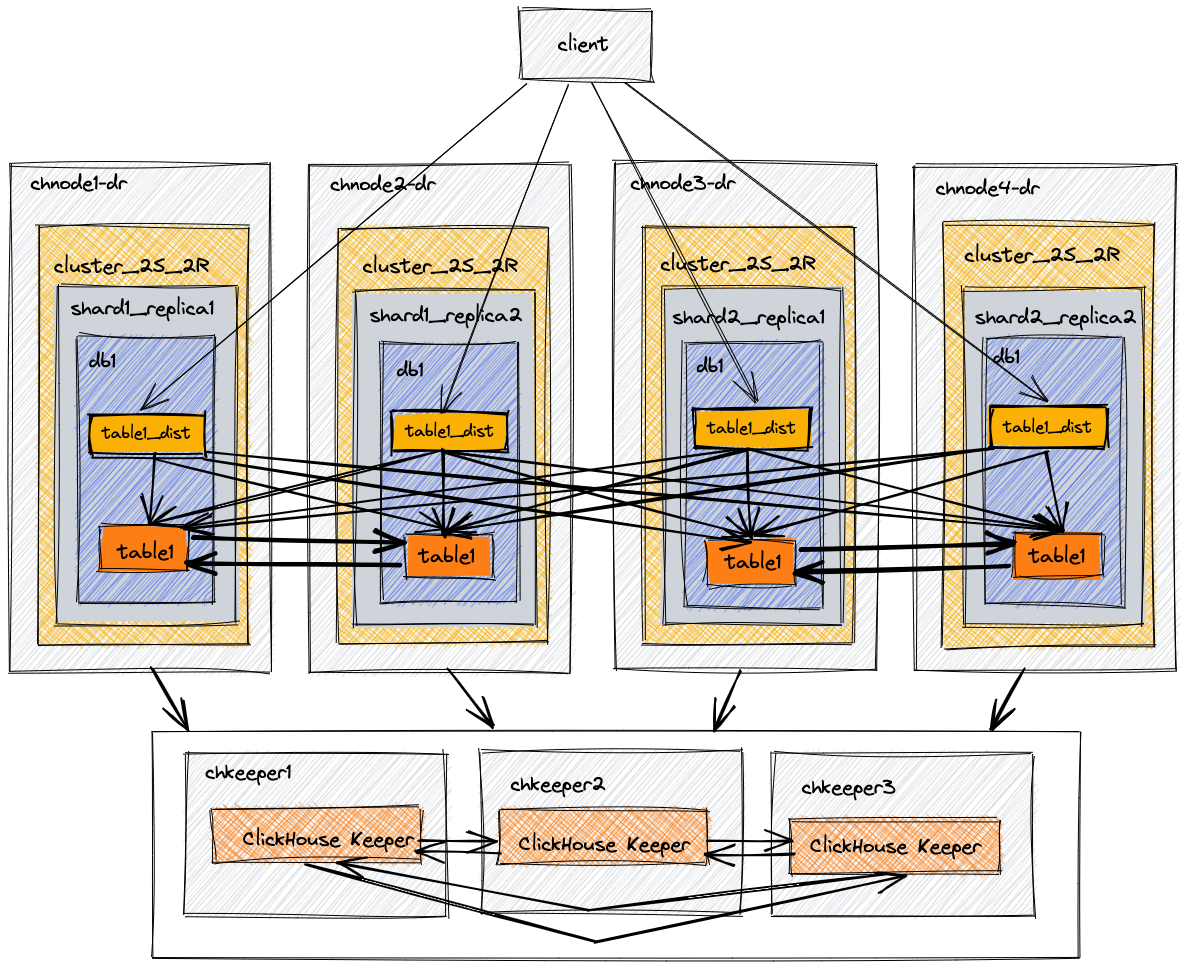 client
chnode1-dr
chnode2-dr
chnode3-dr
chnode4-dr
cluster_2S_2R
cluster_2S_2R
cluster_2S_2R
cluster_2S_2R
shard1_replica1
shard1_replica2
shard2_replica1
shard2_replica2
db1
db1
db1
db1
table1_dist
table1_dist
table1_dist
table1_dist
table1
table1
table1
table1
chkeeper1
chkeeper2
chkeeper3
ClickHouse Keeper
ClickHouse Keeper
ClickHouse Keeper